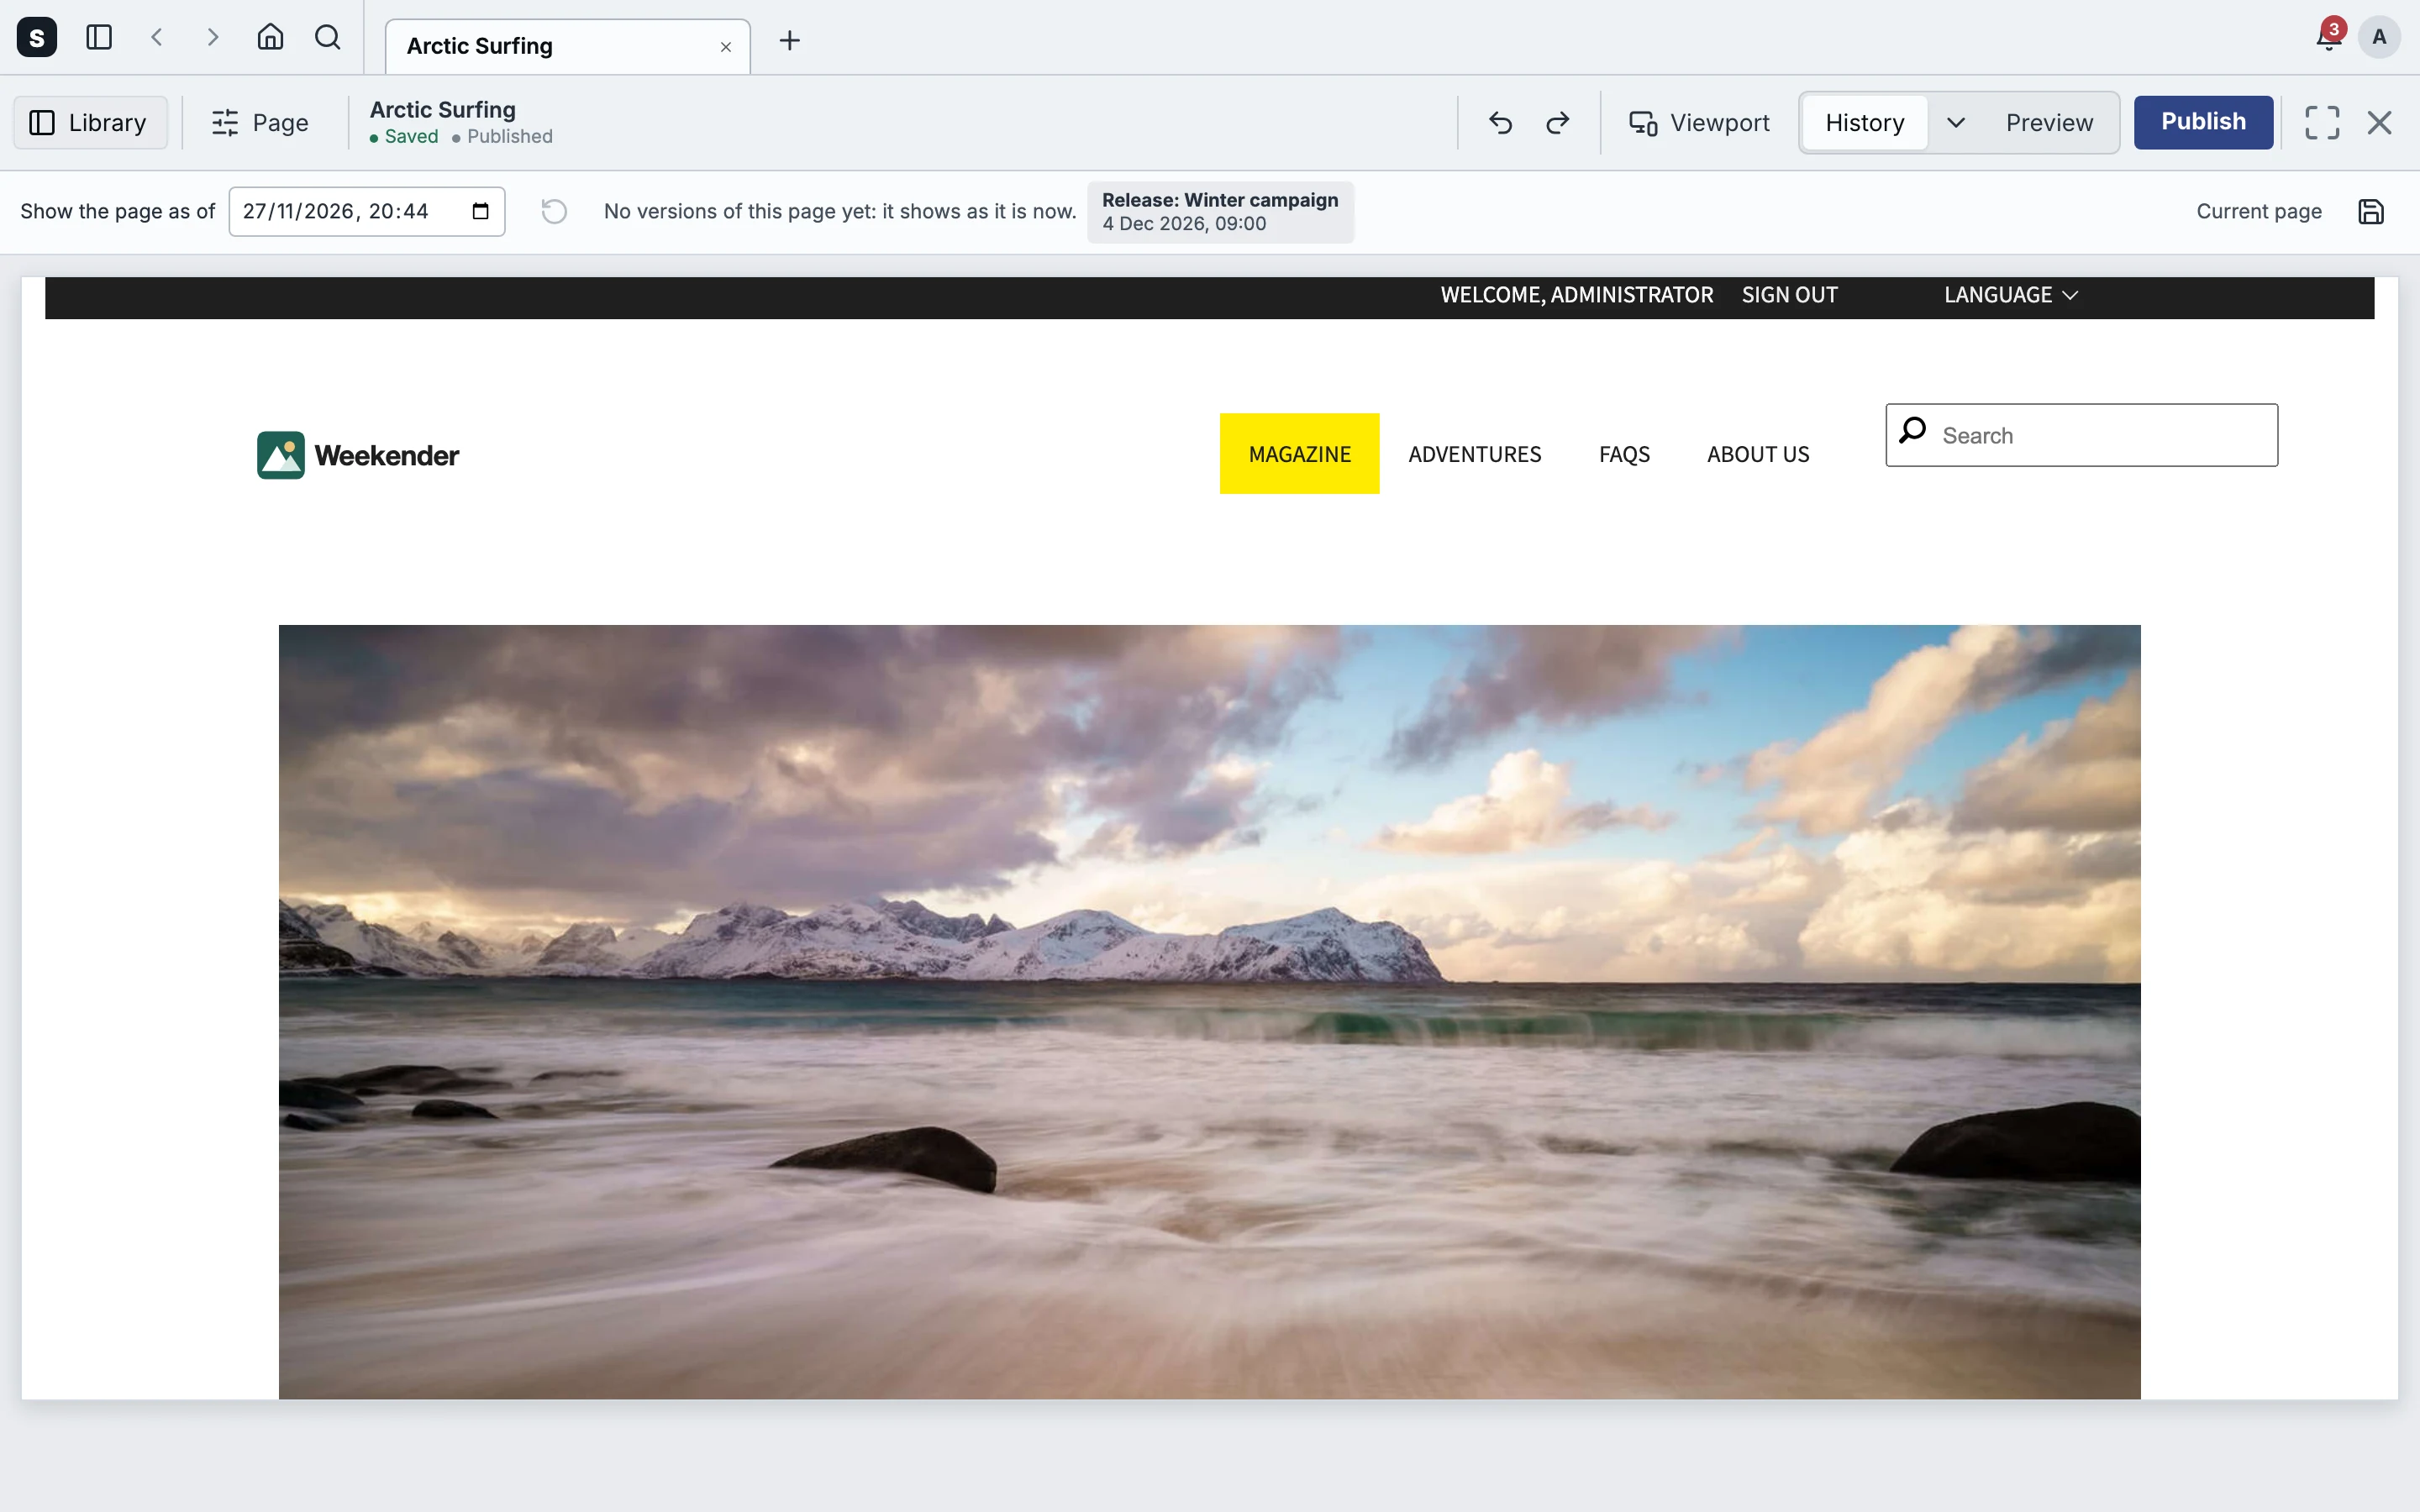 S
Arctic Surfing
3
A
Library
Page
Arctic Surfing
Saved
Published
Viewport
History
Preview
Publish
Show the page as of
27/11/2026, 20:44
No versions of this page yet: it shows as it is now.
Release: Winter campaign
4 Dec 2026, 09:00
Current page
WELCOME, ADMINISTRATOR
SIGN OUT
LANGUAGE
Weekender
MAGAZINE
ADVENTURES
FAQS
ABOUT US
Search